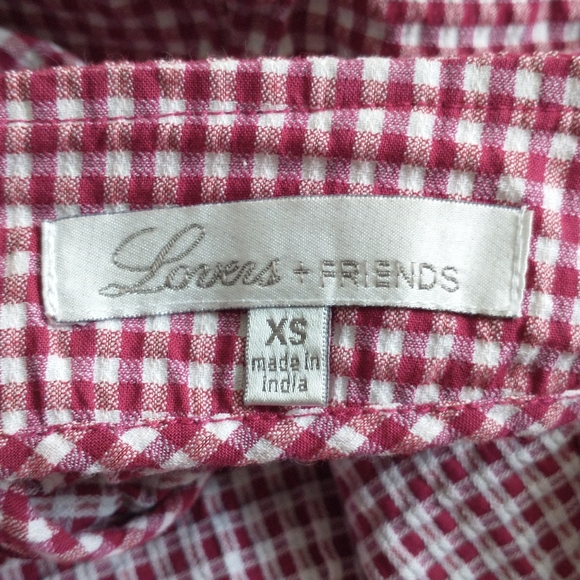 Lovers + FRIENDS
XS
made in
india